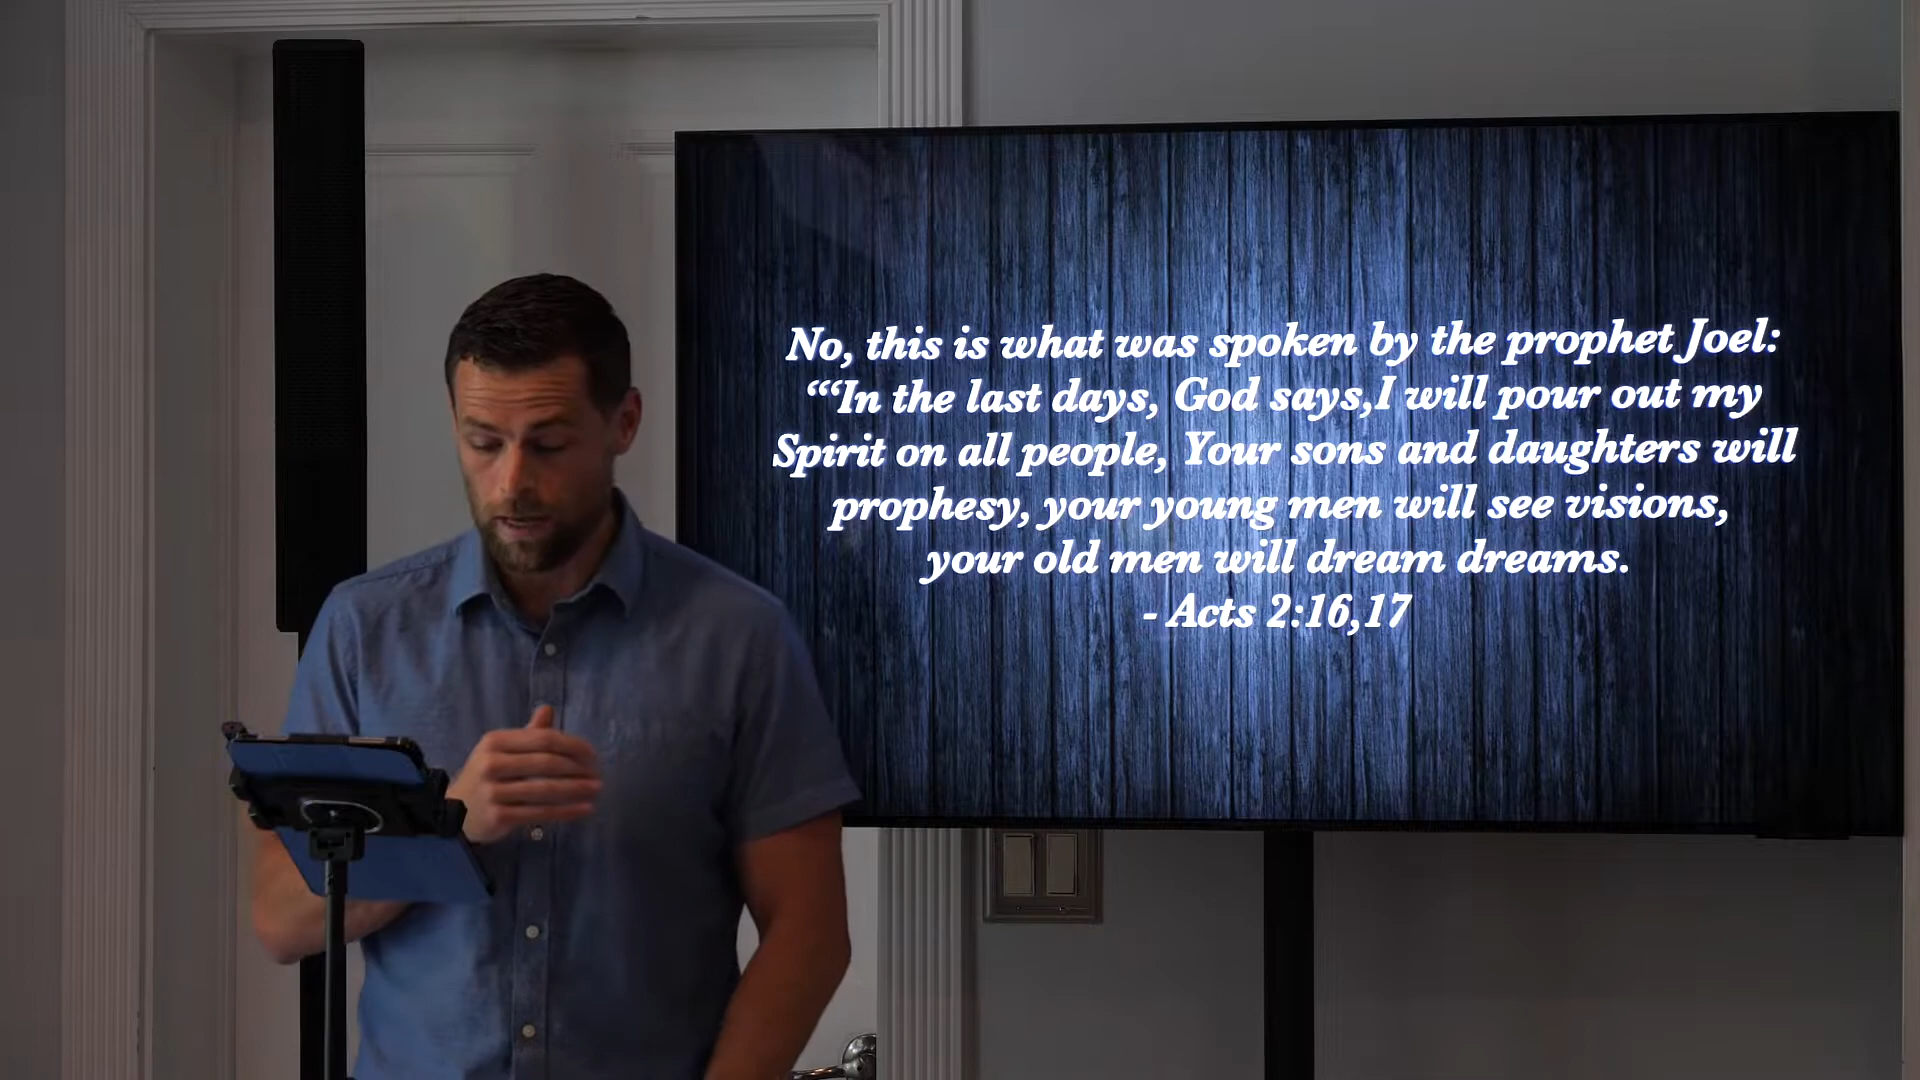 No, this is what was spoken by the prophet Joel:
“‘In the last days, God says,I will pour out my
Spirit on all people, Your sons and daughters will
prophesy, your young men will see visions,
your old men will dream dreams.
- Acts 2:16,17